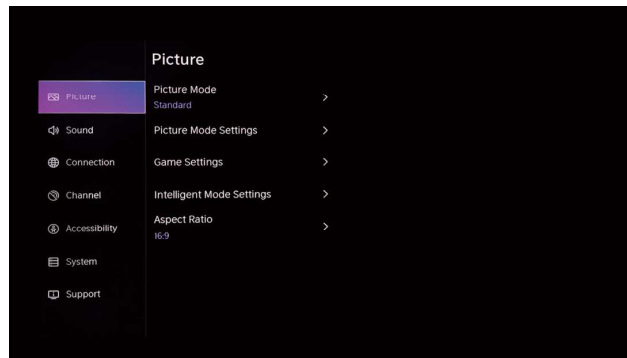 Picture
Picture
Sound
Connection
Channel
Accessibility
System
Support
Picture Mode
Standard
Picture Mode Settings
Game Settings
Intelligent Mode Settings
Aspect Ratio
16:9